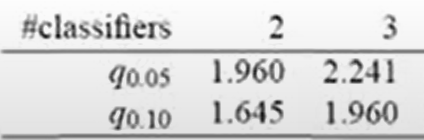 #classifiers 2 3
q0.05 1.960 2.241
q0.10 1.645 1.960